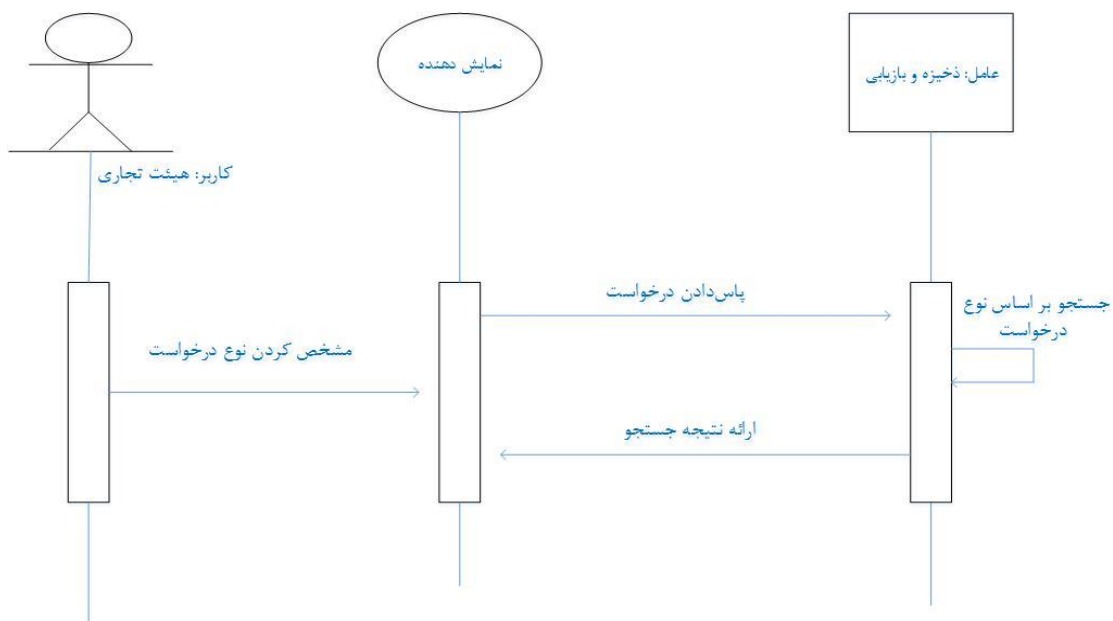 نمایش دهنده
عامل: ذخیزه و بازیابی
کاربر: هیئت تجاری
پاس‌دادن درخواست
جستجو بر اساس نوع
درخواست
مشخص کردن نوع درخواست
ارائه نتیجه جستجو